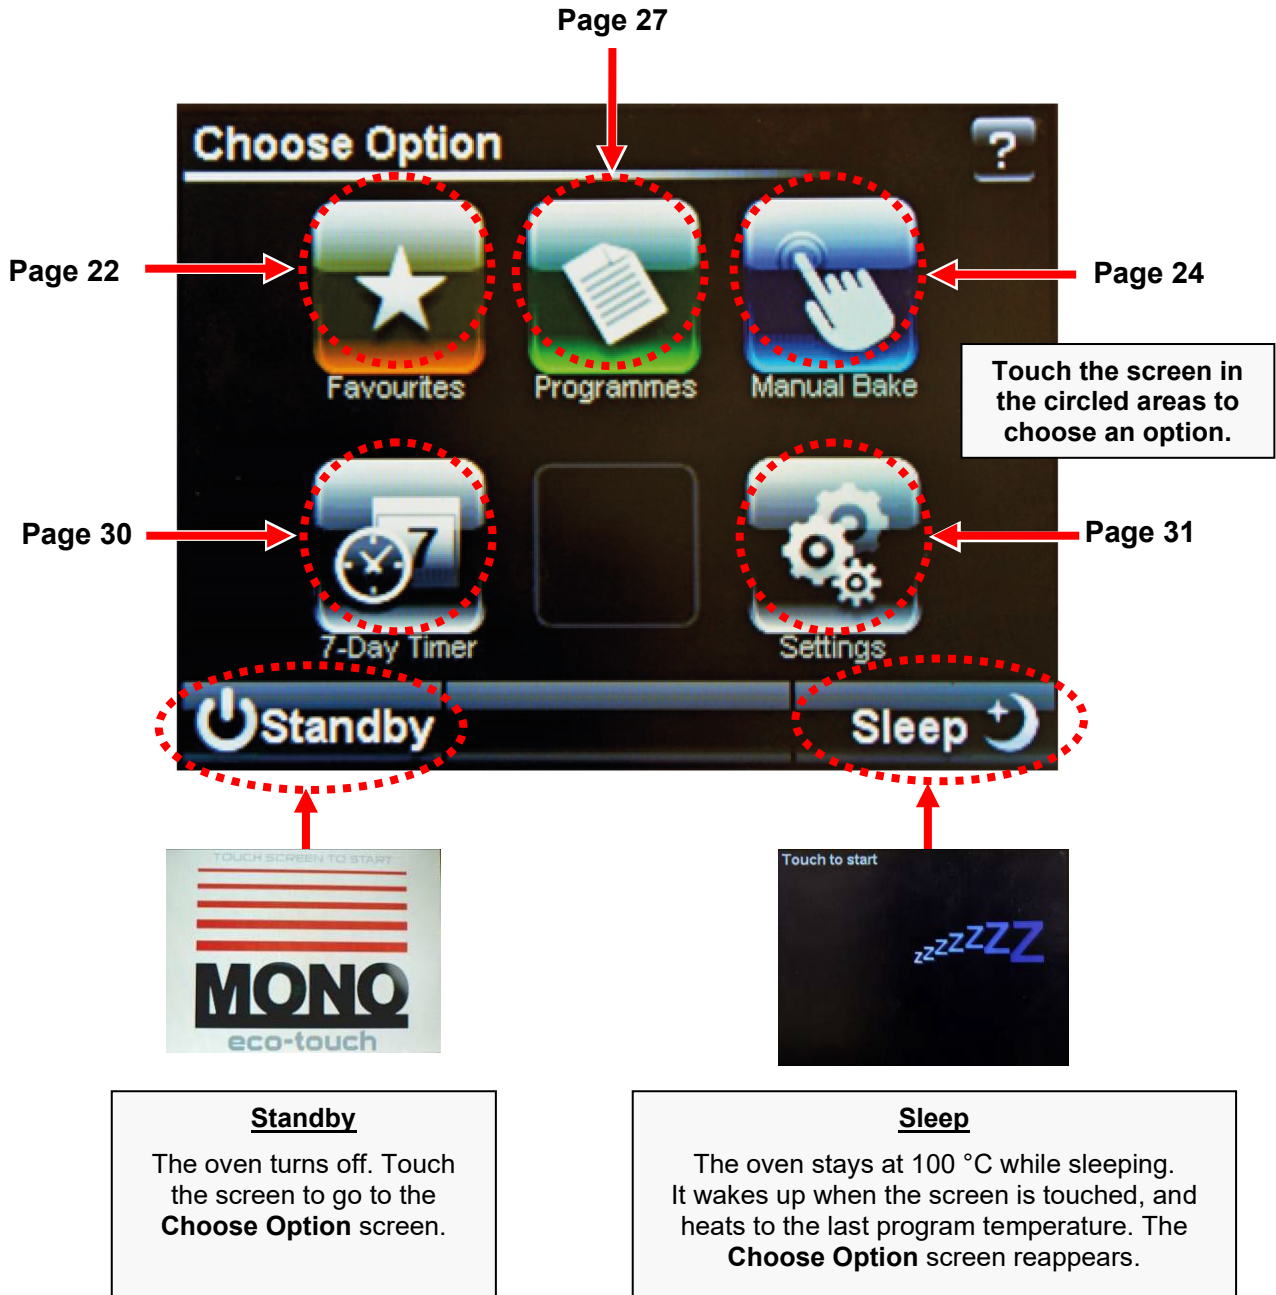 Page 27
Choose Option
?
Page 22
Page 24
Favourites
Programmes
Manual Bake
Touch the screen in
the circled areas to
choose an option.
Page 30
7
Page 31
7-Day Timer
Settings
Standby
Sleep
TOUCH SCREEN TO START
MONO
eco-touch
Touch to start
zzzzzZZ
Standby
The oven turns off. Touch
the screen to go to the
Choose Option screen.
Sleep
The oven stays at 100 °C while sleeping.
It wakes up when the screen is touched, and
heats to the last program temperature. The
Choose Option screen reappears.